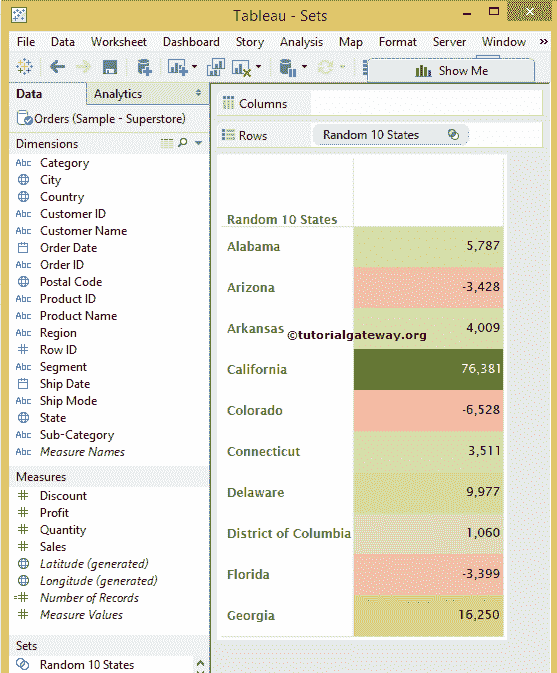 Tableau - Sets
File Data Worksheet Dashboard Story Analysis Map Format Server Window »
Show Me
Data Analytics
Orders (Sample - Superstore)
Dimensions
Abc Category
City
Country
Abc Customer ID
Abc Customer Name
Order Date
Abc Order ID
Postal Code
Abc Product ID
Abc Product Name
Abc Region
# Row ID
Abc Segment
Ship Date
Abc Ship Mode
State
Abc Sub-Category
Abc Measure Names
Measures
# Discount
# Profit
# Quantity
# Sales
Latitude (generated)
Longitude (generated)
=# Number of Records
# Measure Values
Sets
Random 10 States
Columns
Rows Random 10 States
Random 10 States
Alabama 5,787
Arizona -3,428
Arkansas 4,009
©tutorialgateway.org
California 76,381
Colorado -6,528
Connecticut 3,511
Delaware 9,977
District of Columbia 1,060
Florida -3,399
Georgia 16,250